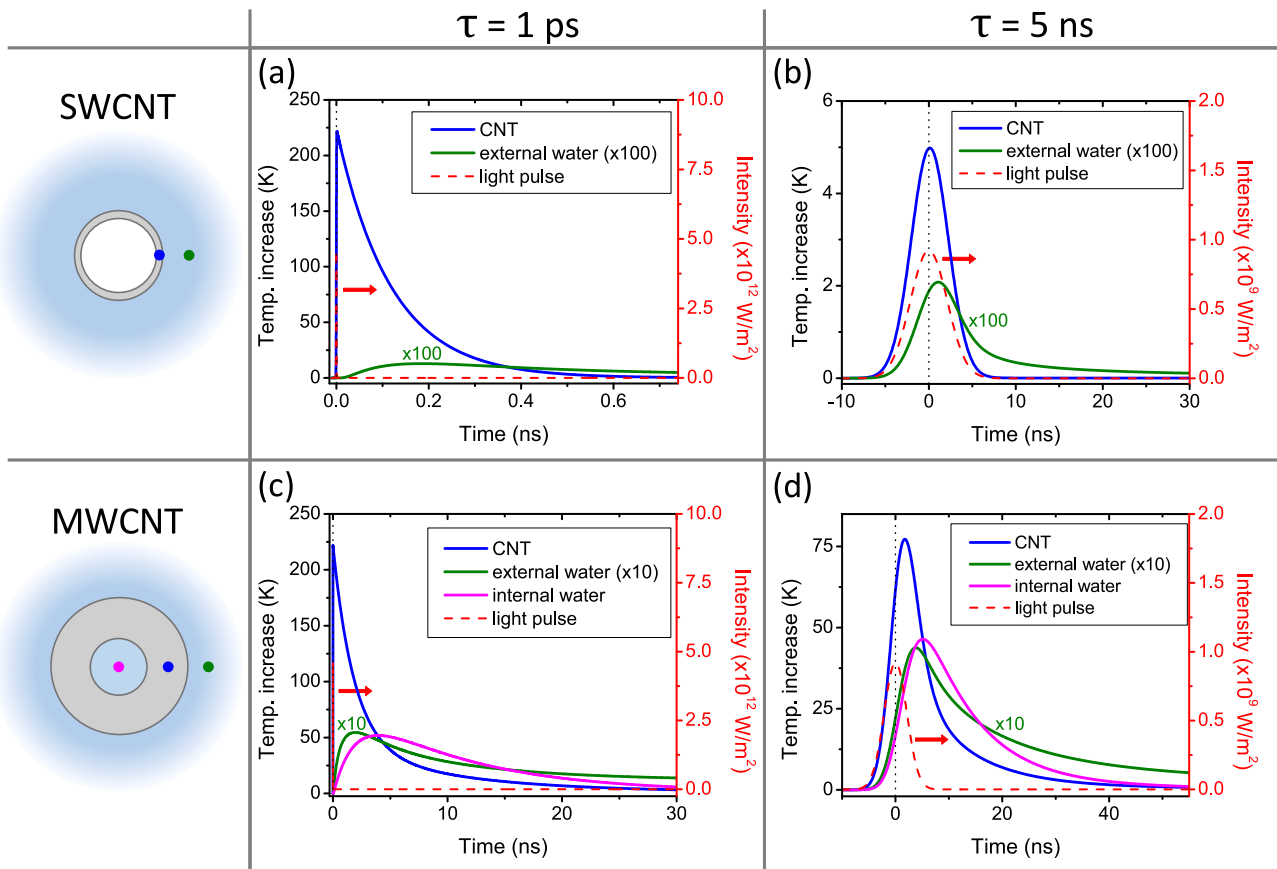 τ = 1 ps
τ = 5 ns
SWCNT
(a)
250
200
150
100
50
0
Temp. increase (K)
0.0
0.2
0.4
0.6
Time (ns)
10.0
7.5
5.0
2.5
0.0
Intensity (x10¹² W/m²)
CNT
external water (x100)
light pulse
x100
(b)
6
4
2
0
Temp. increase (K)
-10
0
10
20
30
Time (ns)
2.0
1.5
1.0
0.5
0.0
Intensity (x10⁹ W/m²)
CNT
external water (x100)
light pulse
x100
MWCNT
(c)
250
200
150
100
50
0
Temp. increase (K)
0
10
20
30
Time (ns)
10.0
7.5
5.0
2.5
0.0
Intensity (x10¹² W/m²)
CNT
external water (x10)
internal water
light pulse
x10
(d)
75
50
25
0
Temp. increase (K)
0
20
40
Time (ns)
2.0
1.5
1.0
0.5
0.0
Intensity (x10⁹ W/m²)
CNT
external water (x10)
internal water
light pulse
x10